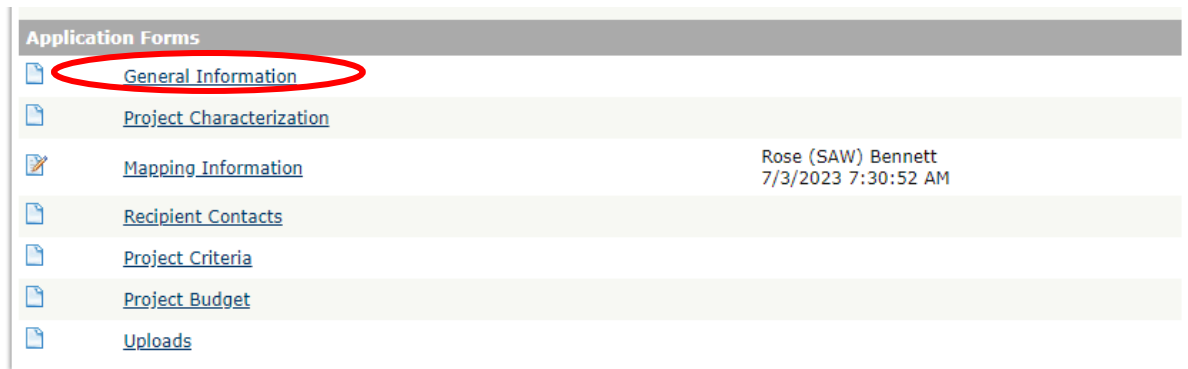 Application Forms
General Information
Project Characterization
Mapping Information
Rose (SAW) Bennett
7/3/2023 7:30:52 AM
Recipient Contacts
Project Criteria
Project Budget
Uploads